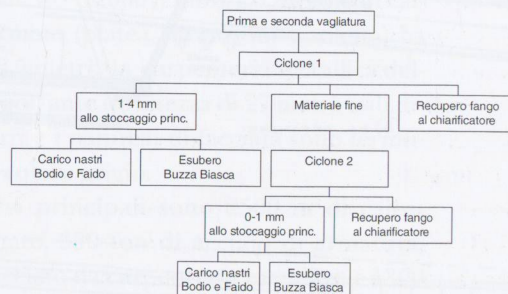 Prima e seconda vagliatura
Ciclone 1
1-4 mm
allo stoccaggio princ.
Materiale fine
Recupero fango
al chiarificatore
Carico nastri
Bodio e Faido
Esubero
Buzza Biasca
Ciclone 2
0-1 mm
allo stoccaggio princ.
Recupero fango
al chiarificatore
Carico nastri
Bodio e Faido
Esubero
Buzza Biasca